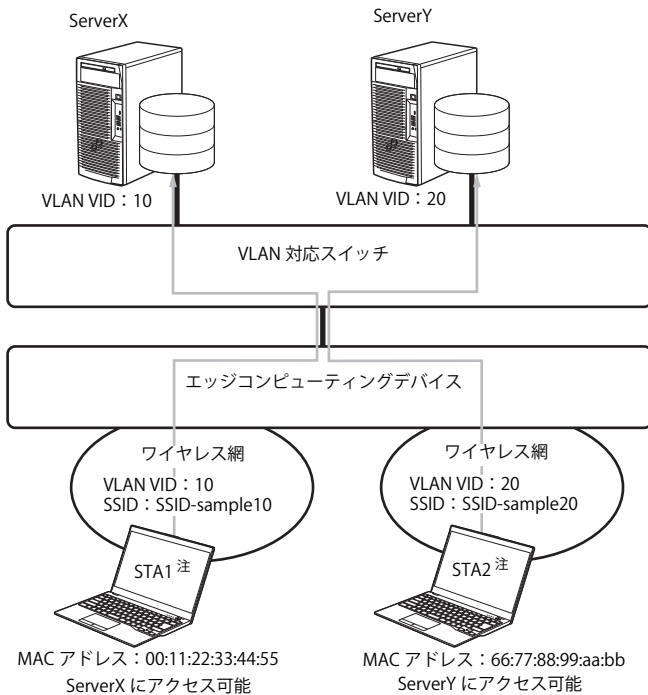 ServerX
ServerY
VLAN VID：10
VLAN VID：20
VLAN 対応スイッチ
エッジコンピューティングデバイス
ワイヤレス網
VLAN VID：10
SSID：SSID-sample10
ワイヤレス網
VLAN VID：20
SSID：SSID-sample20
STA1 注
STA2 注
MAC アドレス：00:11:22:33:44:55
ServerX にアクセス可能
MAC アドレス：66:77:88:99:aa:bb
ServerY にアクセス可能